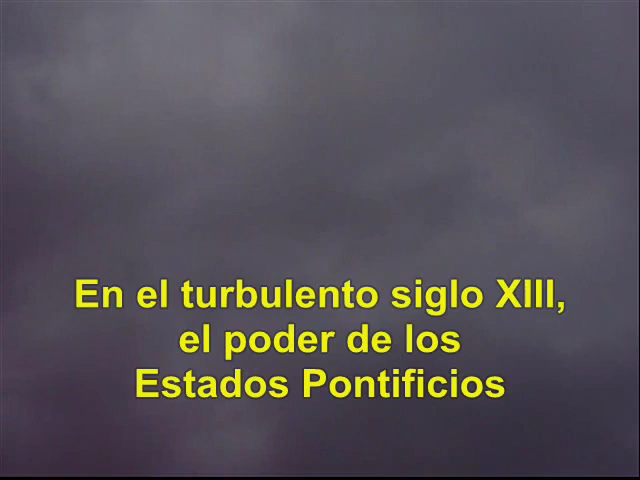 En el turbulento siglo XIII,
el poder de los
Estados Pontificios